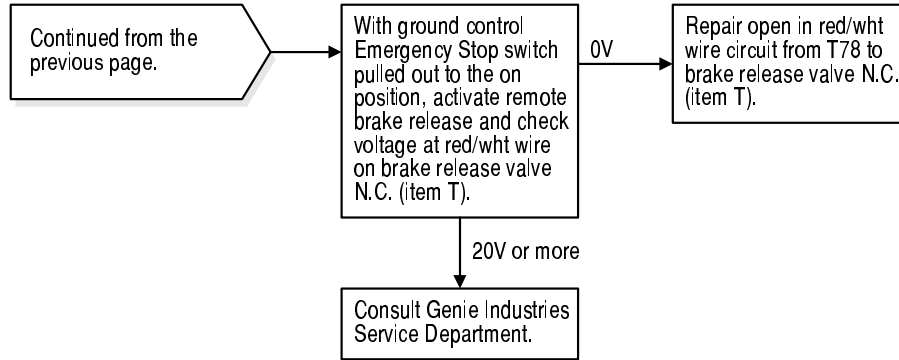 Continued from the
previous page.
With ground control
Emergency Stop switch
pulled out to the on
position, activate remote
brake release and check
voltage at red/wht wire
on brake release valve
N.C. (item T).
0V
Repair open in red/wht
wire circuit from T78 to
brake release valve N.C.
(item T).
20V or more
Consult Genie Industries
Service Department.